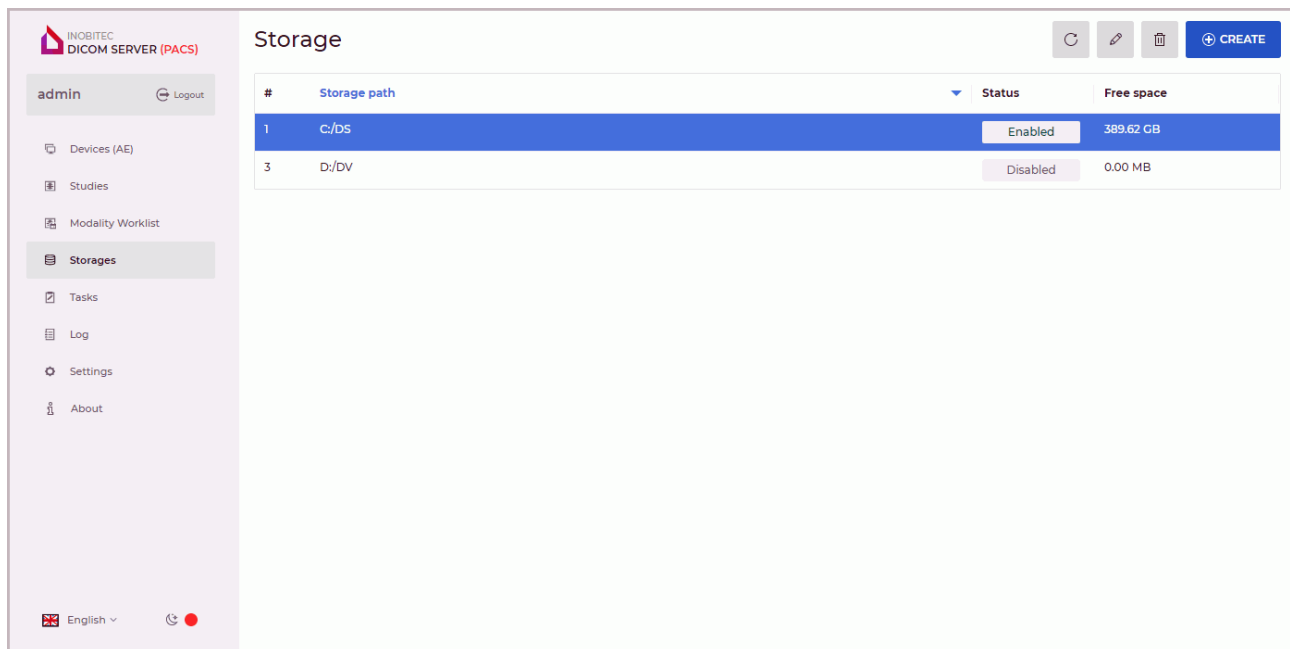 INOBITEC
DICOM SERVER (PACS)
admin
Logout
Devices (AE)
Studies
Modality Worklist
Storages
Tasks
Log
Settings
About
English
Storage
CREATE
# Storage path Status Free space
1 C:/DS Enabled 389.62 GB
3 D:/DV Disabled 0.00 MB